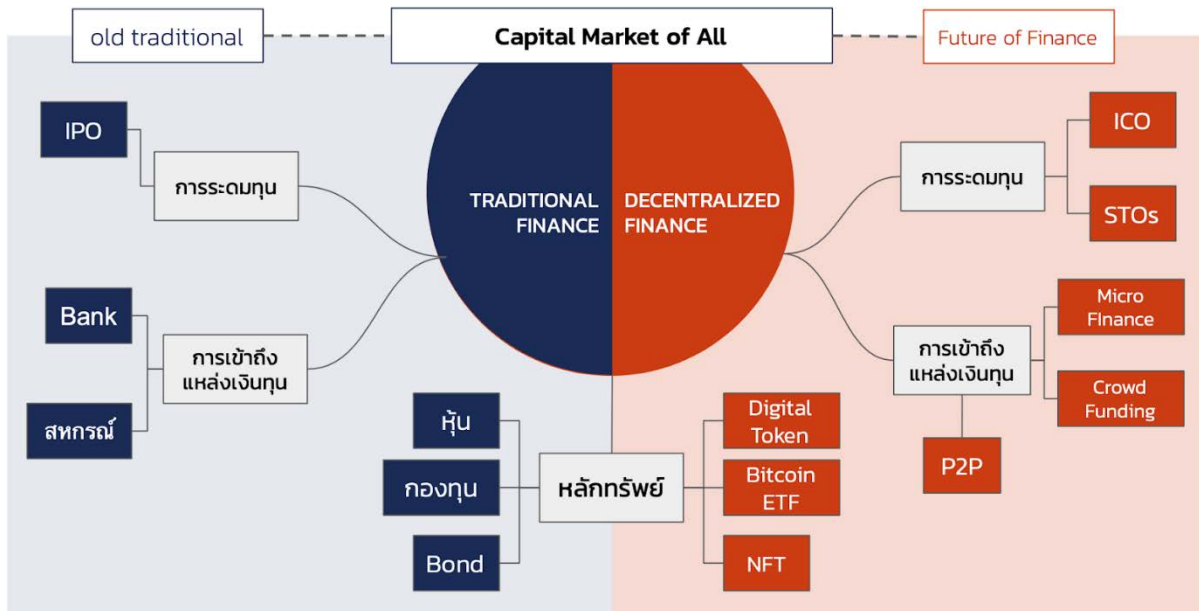 old traditional
Capital Market of All
Future of Finance
IPO
การระดมทุน
Bank
การเข้าถึง
แหล่งเงินทุน
สหกรณ์
TRADITIONAL
FINANCE
DECENTRALIZED
FINANCE
การระดมทุน
ICO
STOs
การเข้าถึง
แหล่งเงินทุน
Micro
FInance
Crowd
Funding
P2P
หุ้น
กองทุน
Bond
หลักทรัพย์
Digital
Token
Bitcoin
ETF
NFT